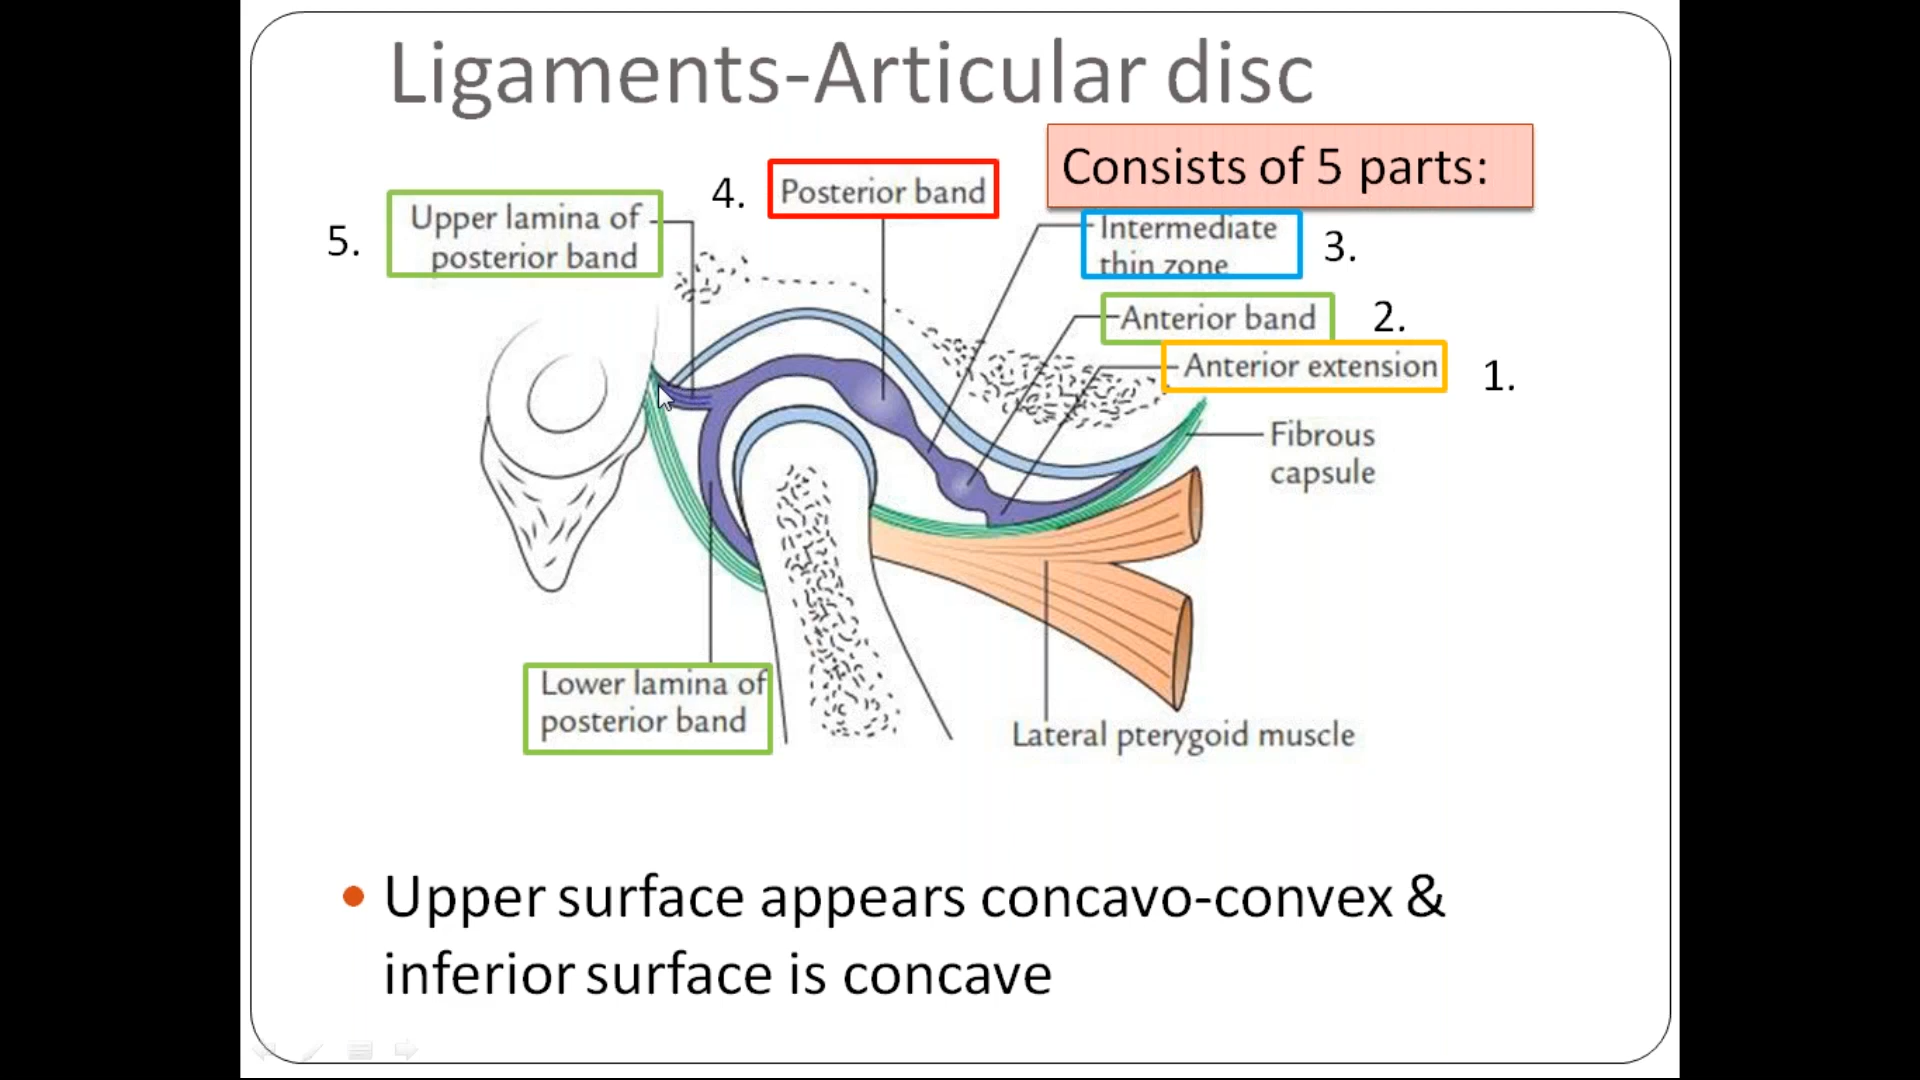 Ligaments-Articular disc
Consists of 5 parts:
4.
Posterior band
5.
Upper lamina of
posterior band
Intermediate
thin zone
3.
Anterior band
2.
Anterior extension
1.
Fibrous
capsule
Lower lamina of
posterior band
Lateral pterygoid muscle
Upper surface appears concavo-convex &
inferior surface is concave